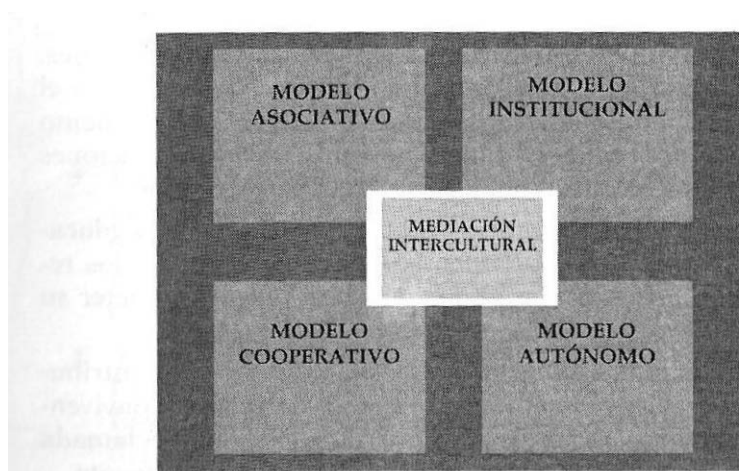 MODELO
ASOCIATIVO
MODELO
INSTITUCIONAL
MEDIACIÓN
INTERCULTURAL
MODELO
COOPERATIVO
MODELO
AUTÓNOMO